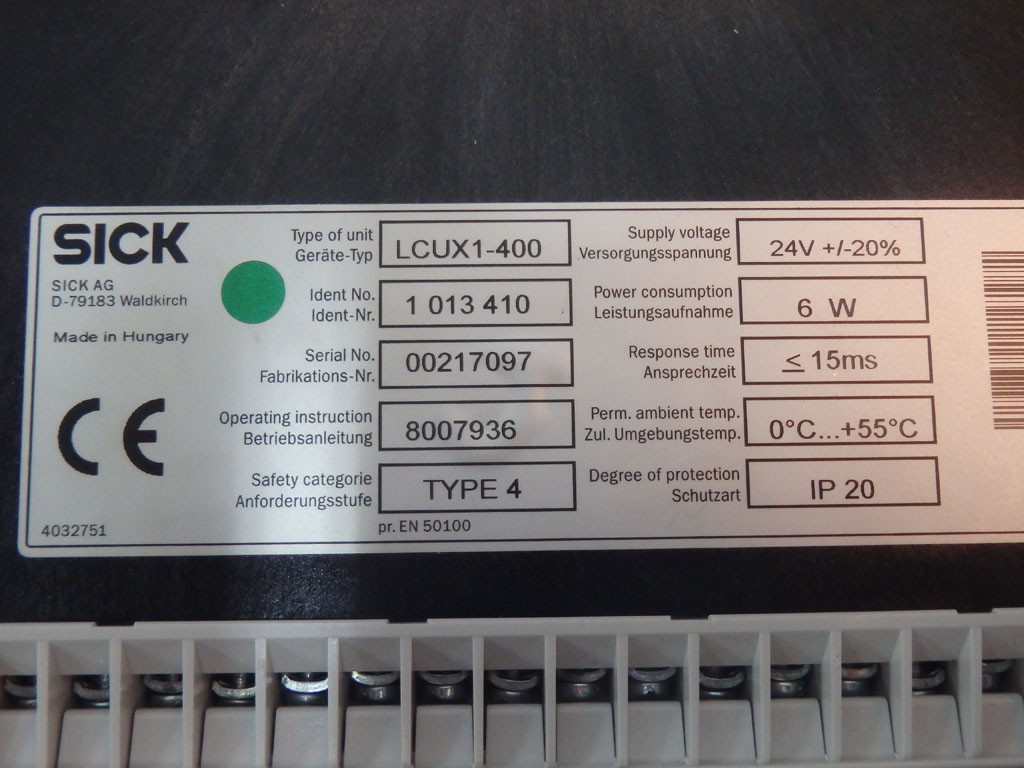 SICK
SICK AG
D-79183 Waldkirch
Made in Hungary
CE
4032751
Type of unit
Geräte-Typ
LCUX1-400
Ident No.
Ident-Nr.
1 013 410
Serial No.
Fabrikations-Nr.
00217097
Operating instruction
Betriebsanleitung
8007936
Safety categorie
Anforderungsstufe
TYPE 4
pr. EN 50100
Supply voltage
Versorgungsspannung
24V +/-20%
Power consumption
Leistungsaufnahme
6 W
Response time
Ansprechzeit
≤ 15ms
Perm. ambient temp.
Zul. Umgebungstemp.
0°C...+55°C
Degree of protection
Schutzart
IP 20